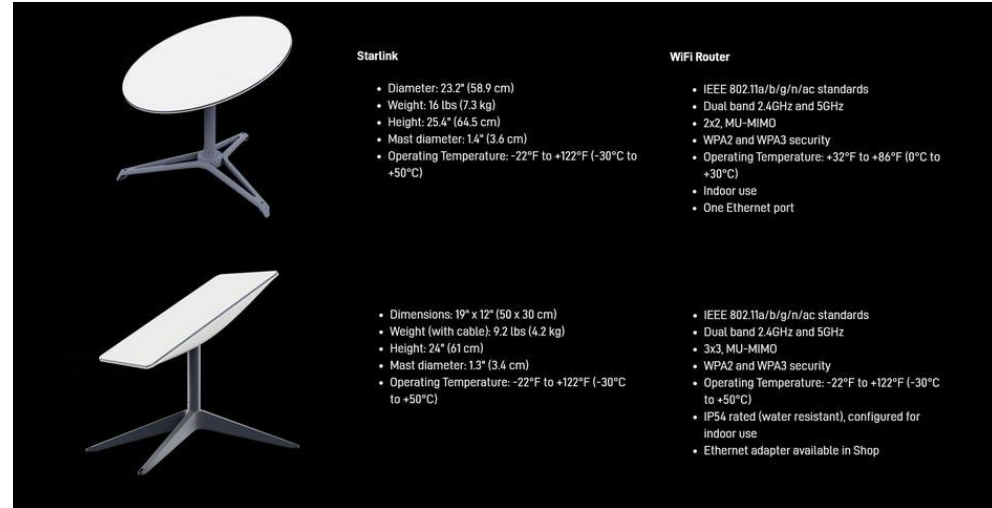 Starlink
• Diameter: 23.2" (58.9 cm)
• Weight: 16 lbs (7.3 kg)
• Height: 25.4" (64.5 cm)
• Mast diameter: 1.4" (3.6 cm)
• Operating Temperature: -22°F to +122°F (-30°C to
+50°C)
WiFi Router
• IEEE 802.11a/b/g/n/ac standards
• Dual band 2.4GHz and 5GHz
• 2x2, MU-MIMO
• WPA2 and WPA3 security
• Operating Temperature: +32°F to +86°F (0°C to
+30°C)
• Indoor use
• One Ethernet port
• Dimensions: 19" x 12" (50 x 30 cm)
• Weight (with cable): 9.2 lbs (4.2 kg)
• Height: 24" (61 cm)
• Mast diameter: 1.3" (3.4 cm)
• Operating Temperature: -22°F to +122°F (-30°C
to +50°C)
• IEEE 802.11a/b/g/n/ac standards
• Dual band 2.4GHz and 5GHz
• 3x3, MU-MIMO
• WPA2 and WPA3 security
• Operating Temperature: -22°F to +122°F (-30°C
to +50°C)
• IP54 rated (water resistant), configured for
indoor use
• Ethernet adapter available in Shop